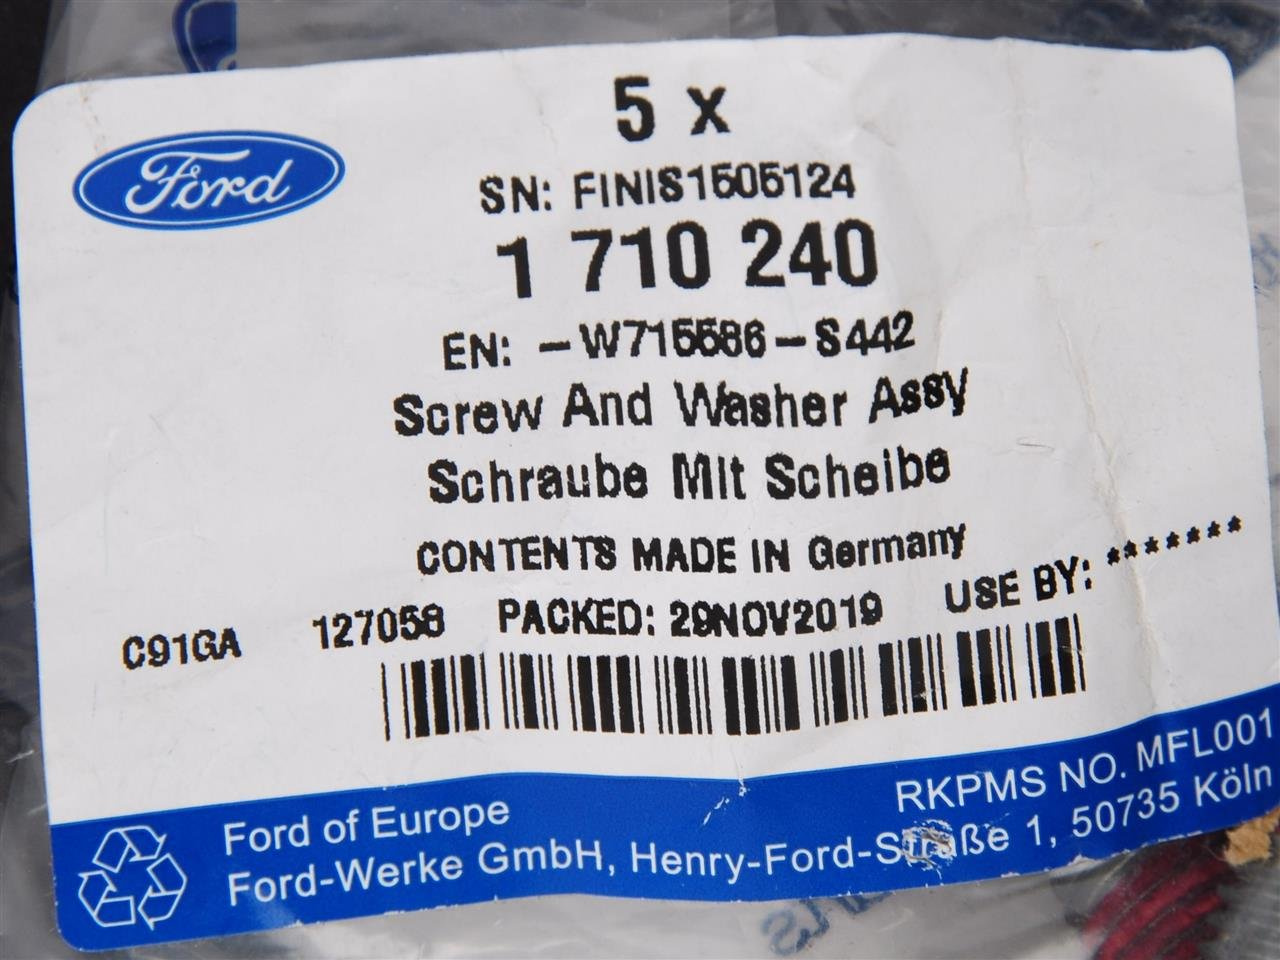 Ford
5 x
SN: FINIS1505124
1 710 240
EN: -W715586-S442
Screw And Washer Assy
Schraube Mit Scheibe
CONTENTS MADE IN Germany
C91GA 127058 PACKED: 29NOV2019 USE BY: *******
RKPMS NO. MFL001
Ford of Europe
Ford-Werke GmbH, Henry-Ford-Straße 1, 50735 Köln